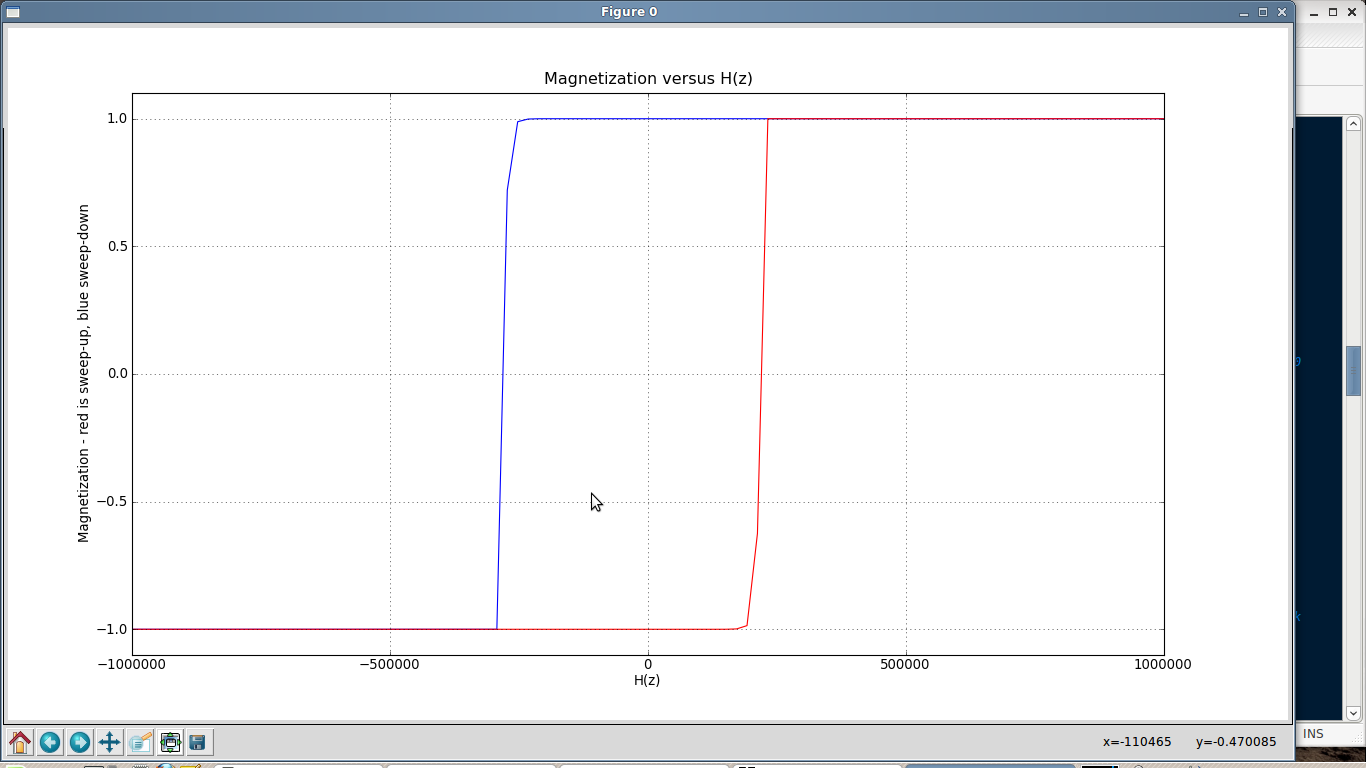 Figure 0
Magnetization versus H(z)
Magnetization - red is sweep-up, blue sweep-down
1.0
0.5
0.0
−0.5
−1.0
−1000000 −500000 0 500000 1000000
H(z)
x=-110465 y=-0.470085
INS